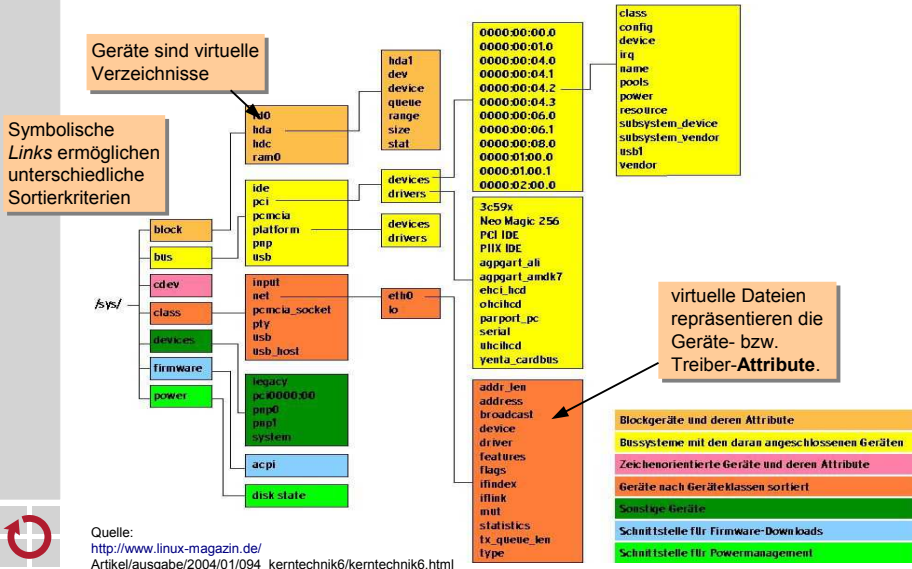 Geräte sind virtuelle
Verzeichnisse
Symbolische
Links ermöglichen
unterschiedliche
Sortierkriterien
/sys/
block
bus
cdev
class
devices
firmware
power
fd0
hda
hdc
ram0
hda1
dev
device
queue
range
size
stat
ide
pci
pcmcia
platform
pnp
usb
devices
drivers
devices
drivers
0000:00:00.0
0000:00:01.0
0000:00:04.0
0000:00:04.1
0000:00:04.2
0000:00:04.3
0000:00:06.0
0000:00:06.1
0000:00:08.0
0000:01:00.0
0000:01.00.1
0000:02:00.0
class
config
device
irq
name
pools
power
resource
subsystem_device
subsystem_vendor
usb1
vendor
3c59x
Neo Magic 256
PCI IDE
PIIX IDE
agpgart_ali
agpgart_amdk7
ehci_hcd
ohcihcd
parport_pc
serial
uhcihcd
yenta_cardbus
input
net
pcmcia_socket
pty
usb
usb_host
eth0
lo
addr_len
address
broadcast
device
driver
features
flags
ifindex
iflink
mut
statistics
tx_queue_len
type
legacy
pci0000:00
pnp0
pnp1
system
acpi
disk state
virtuelle Dateien
repräsentieren die
Geräte- bzw.
Treiber-Attribute.
Blockgeräte und deren Attribute
Bussysteme mit den daran angeschlossenen Geräten
Zeichenorientierte Geräte und deren Attribute
Geräte nach Geräteklassen sortiert
Sonstige Geräte
Schnittstelle für Firmware-Downloads
Schnittstelle für Powermanagement
Quelle:
http://www.linux-magazin.de/
Artikel/ausgabe/2004/01/094_kerntechnik6/kerntechnik6.html